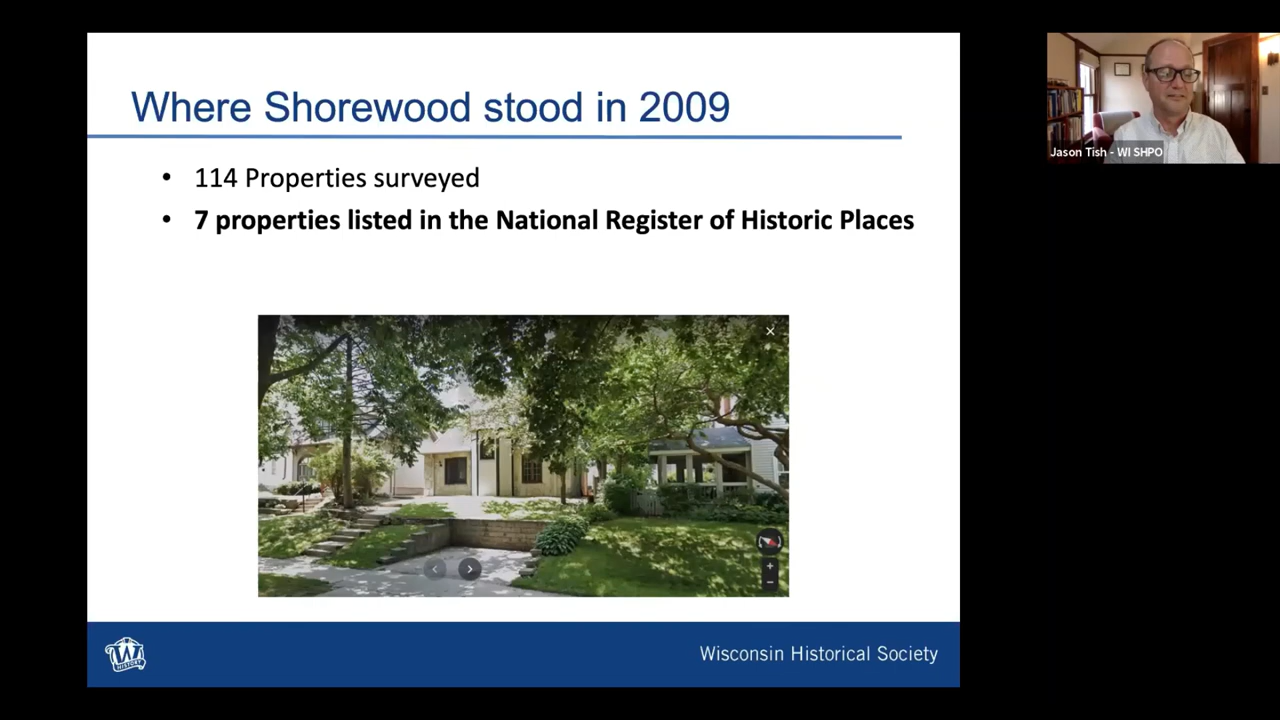 Where Shorewood stood in 2009
• 114 Properties surveyed
• 7 properties listed in the National Register of Historic Places
Jason Tish - WI SHPO
W
HISTORY
Wisconsin Historical Society